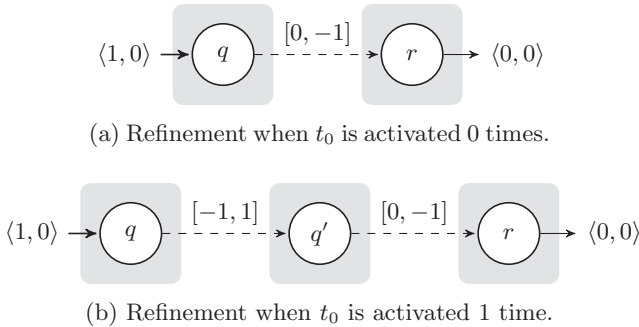 [0, −1]
⟨1, 0⟩ q r ⟨0, 0⟩
(a) Refinement when t₀ is activated 0 times.
[−1, 1] [0, −1]
⟨1, 0⟩ q q′ r ⟨0, 0⟩
(b) Refinement when t₀ is activated 1 time.